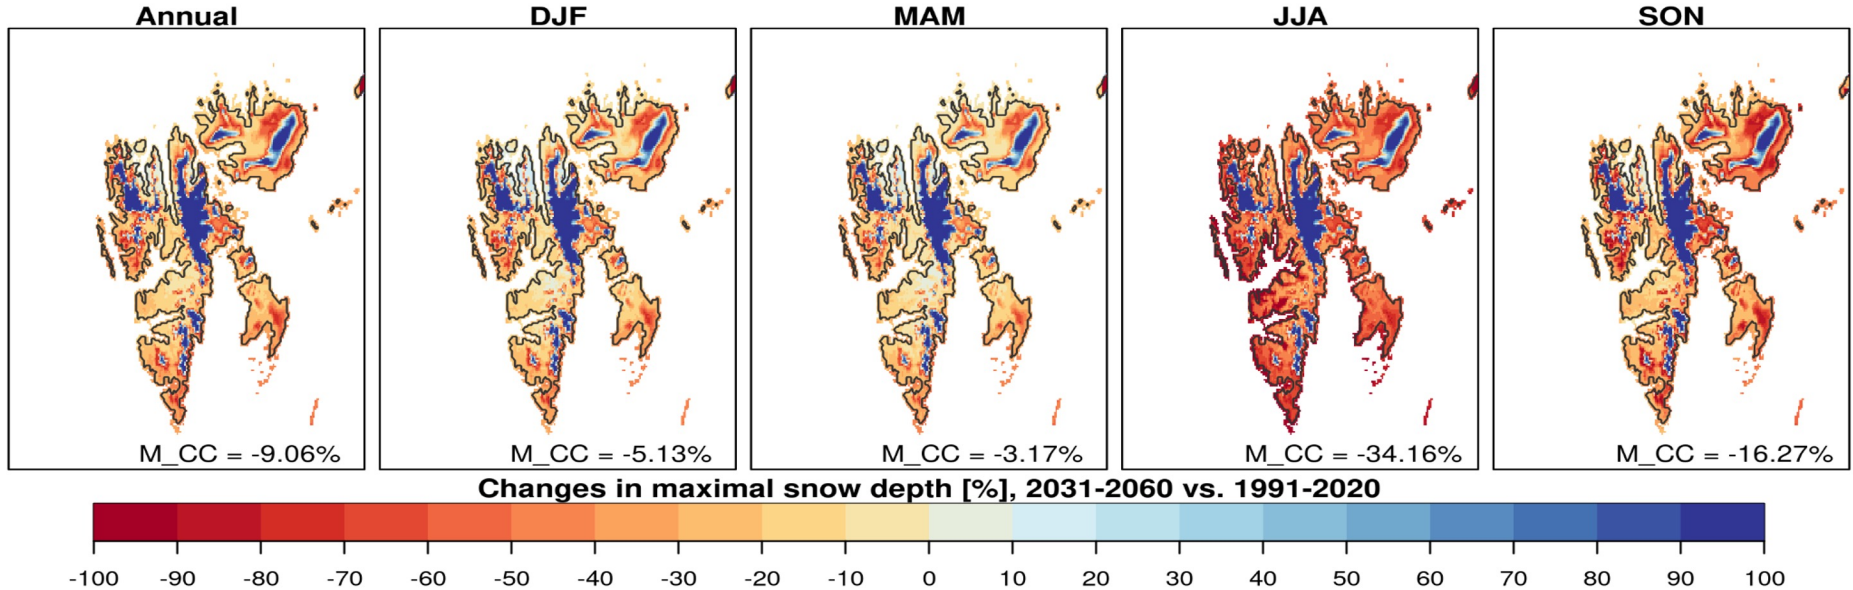 Annual DJF MAM JJA SON
M_CC = -9.06% M_CC = -5.13% M_CC = -3.17% M_CC = -34.16% M_CC = -16.27%
Changes in maximal snow depth [%], 2031-2060 vs. 1991-2020
-100 -90 -80 -70 -60 -50 -40 -30 -20 -10 0 10 20 30 40 50 60 70 80 90 100